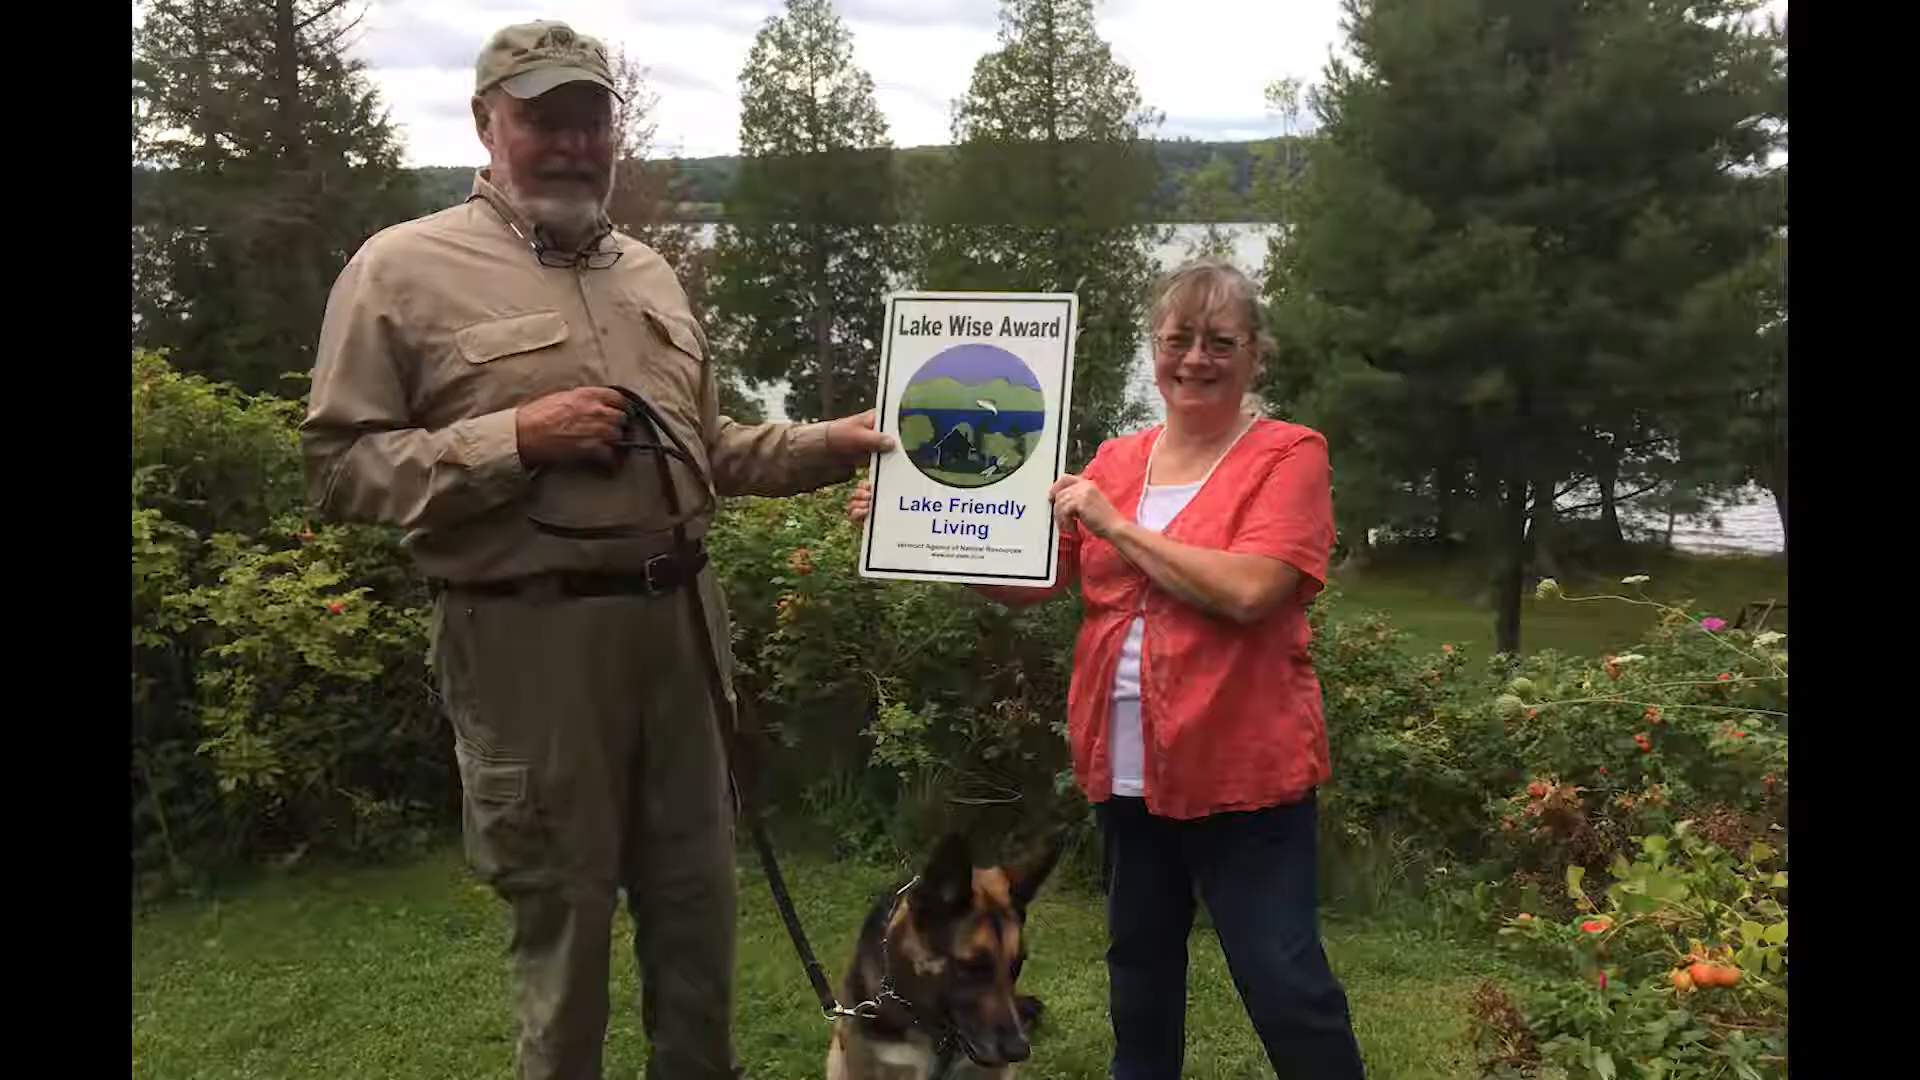 Lake Wise Award
Lake Friendly
Living
Vermont Agency of Natural Resources